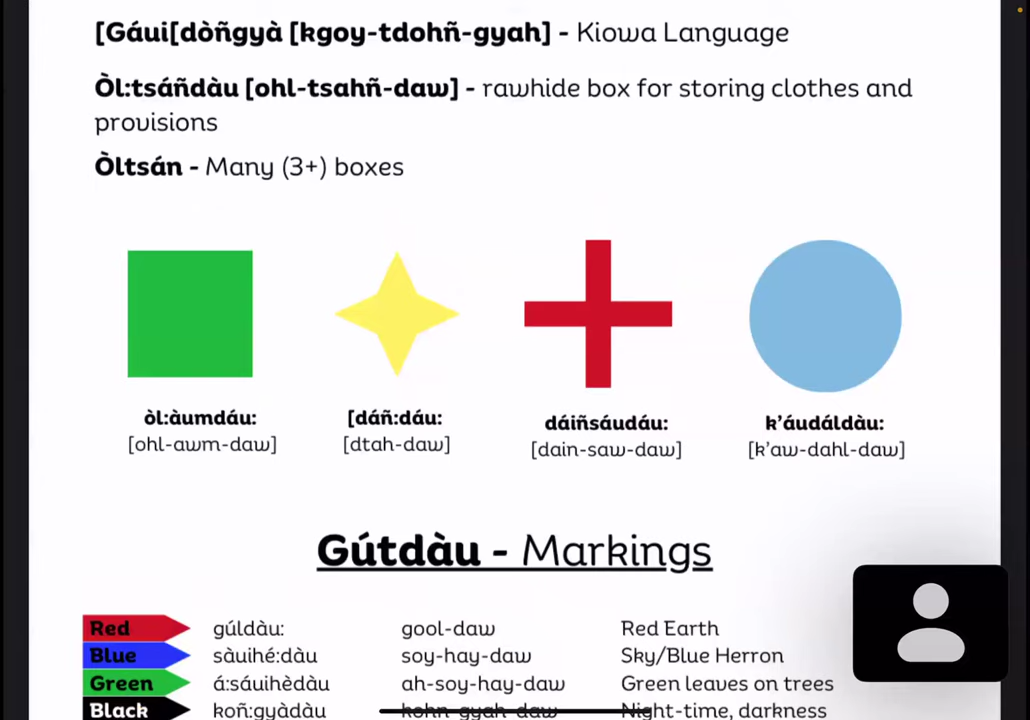 [Gáui[dòñgyà [kgoy-tdohñ-gyah] - Kiowa Language
Òl:tsáñdàu [ohl-tsahñ-daw] - rawhide box for storing clothes and
provisions
Òltsán - Many (3+) boxes
òl:àumdáu:
[ohl-awm-daw]
[dáñ:dáu:
[dtah-daw]
dáiñsáudáu:
[dain-saw-daw]
k'áudáldàu:
[k'aw-dahl-daw]
Gútdàu - Markings
Red gúldàu: gool-daw Red Earth
Blue sàuihé:dàu soy-hay-daw Sky/Blue Herron
Green á:sáuihèdàu ah-soy-hay-daw Green leaves on trees
Black koñ:gyàdàu kohn-gyah-daw Night-time, darkness